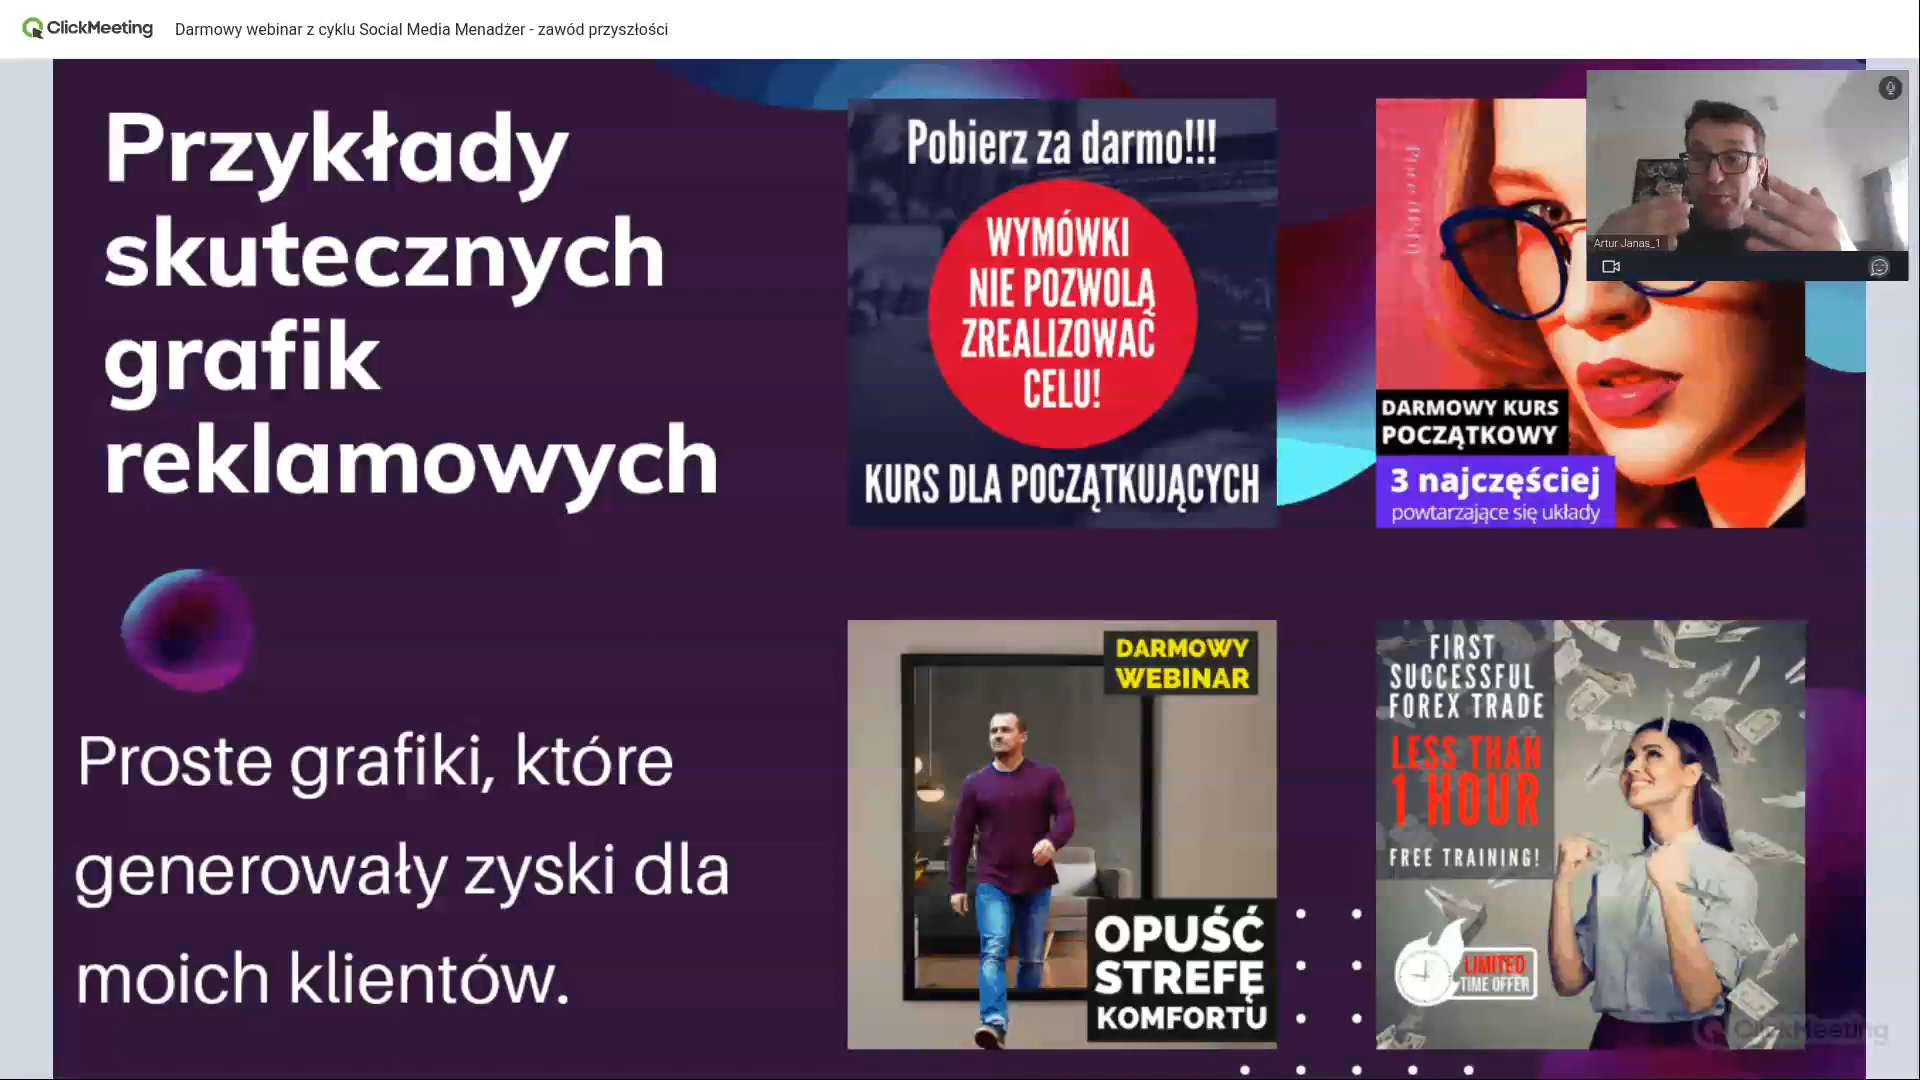 ClickMeeting
Darmowy webinar z cyklu Social Media Menadżer - zawód przyszłości
Przykłady
skutecznych
grafik
reklamowych
Proste grafiki, które
generowały zyski dla
moich klientów.
Pobierz za darmo!!!
WYMÓWKI
NIE POZWOLĄ
ZREALIZOWAĆ
CELU!
KURS DLA POCZĄTKUJĄCYCH
DARMOWY KURS
POCZĄTKOWY
3 najczęściej
powtarzające się układy
Artur Janas_1
DARMOWY
WEBINAR
OPUŚĆ
STREFĘ
KOMFORTU
FIRST
SUCCESSFUL
FOREX TRADE
LESS THAN
1 HOUR
FREE TRAINING!
LIMITED
TIME OFFER
ClickMeeting